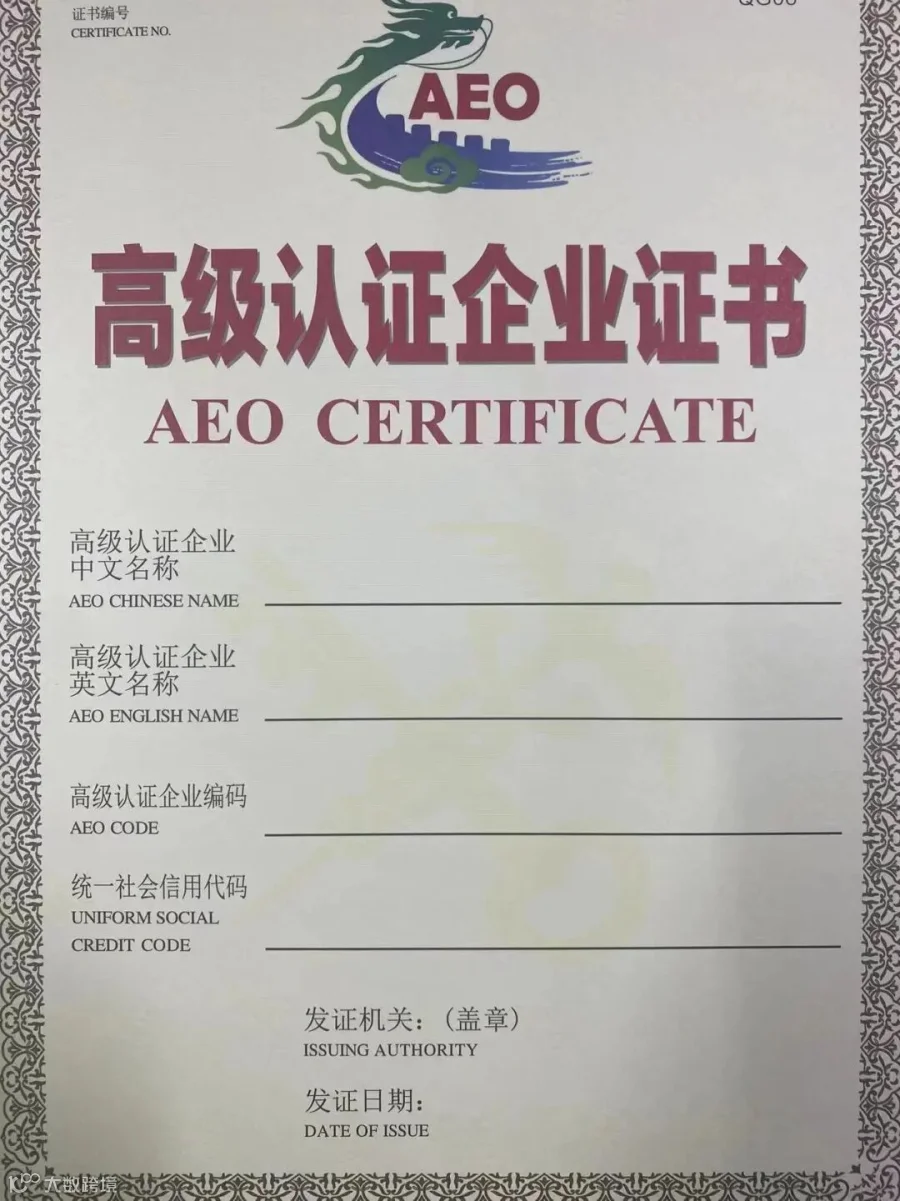 证书编号
CERTIFICATE NO.
AEO
高级认证企业证书
AEO CERTIFICATE
高级认证企业
中文名称
AEO CHINESE NAME
高级认证企业
英文名称
AEO ENGLISH NAME
高级认证企业编码
AEO CODE
统一社会信用代码
UNIFORM SOCIAL
CREDIT CODE
发证机关：(盖章)
ISSUING AUTHORITY
发证日期：
DATE OF ISSUE
大数跨境